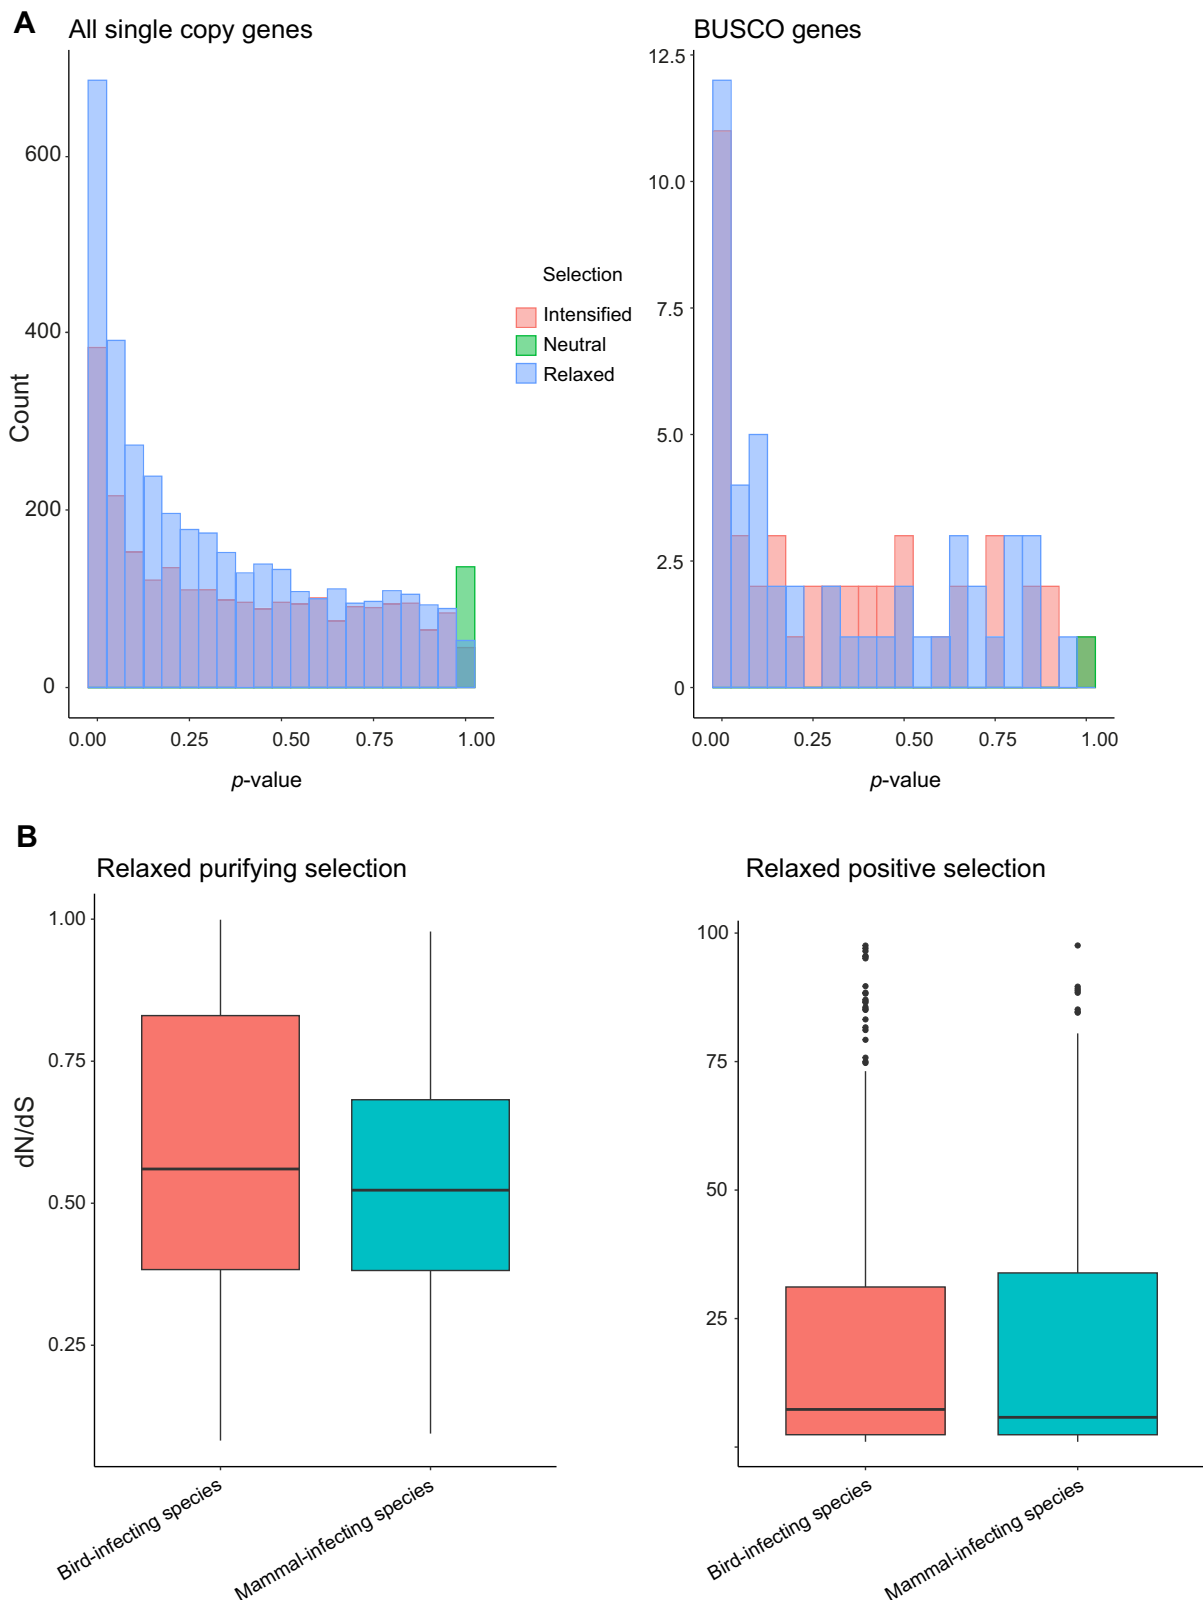 A
All single copy genes
BUSCO genes
Count
600
400
200
0
0.00 0.25 0.50 0.75 1.00
p-value
Selection
Intensified
Neutral
Relaxed
12.5
10.0
7.5
5.0
2.5
0
0.00 0.25 0.50 0.75 1.00
p-value
B
Relaxed purifying selection
Relaxed positive selection
dN/dS
1.00
0.75
0.50
0.25
Bird-infecting species
Mammal-infecting species
100
75
50
25
Bird-infecting species
Mammal-infecting species